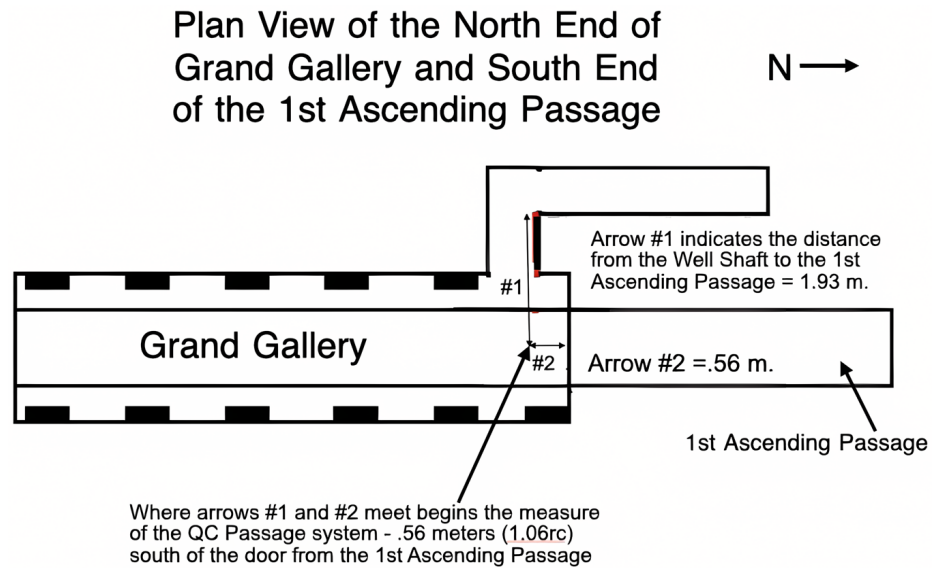 Plan View of the North End of
Grand Gallery and South End
of the 1st Ascending Passage
N
Arrow #1 indicates the distance
from the Well Shaft to the 1st
Ascending Passage = 1.93 m.
#1
Grand Gallery
#2
Arrow #2 =.56 m.
1st Ascending Passage
Where arrows #1 and #2 meet begins the measure
of the QC Passage system - .56 meters (1.06rc)
south of the door from the 1st Ascending Passage